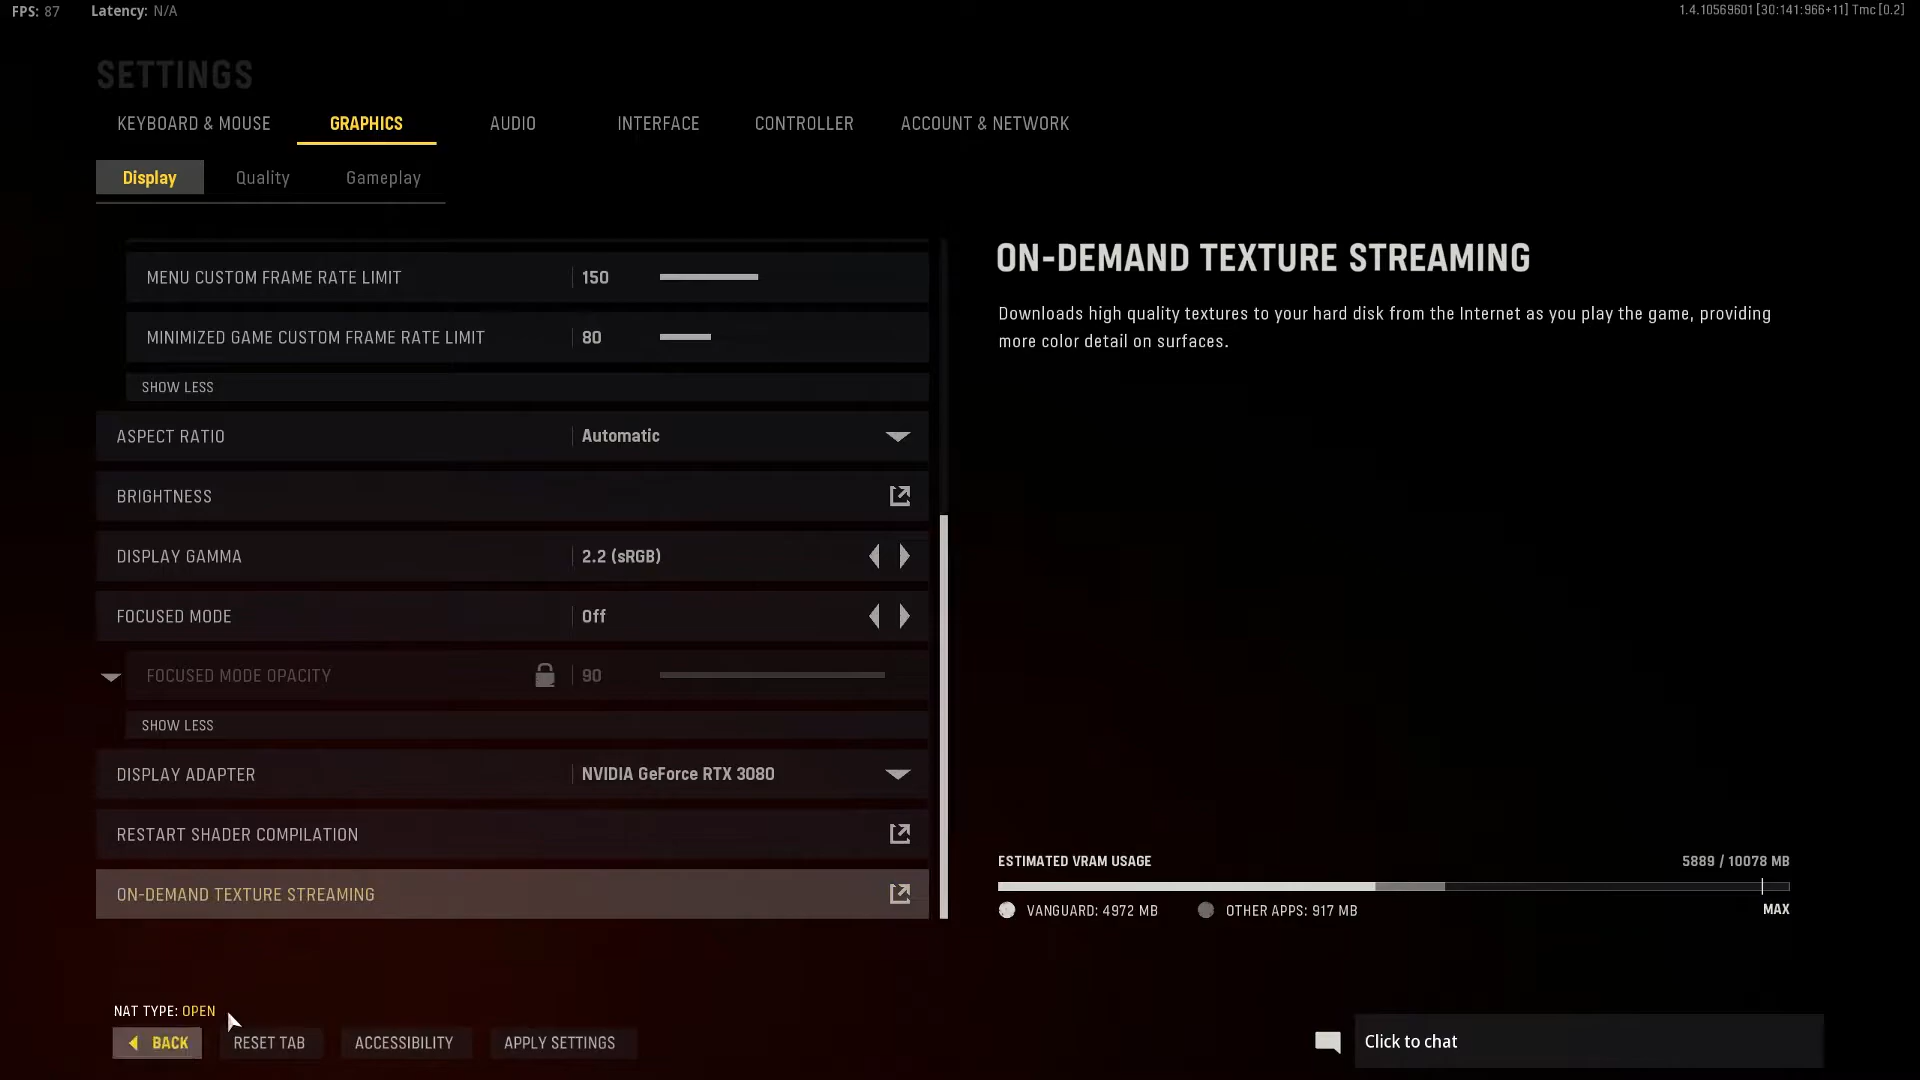 FPS: 87 Latency: N/A 1.4.10569601 [30:141:966+11] Tmc [0.2]
SETTINGS
KEYBOARD & MOUSE GRAPHICS AUDIO INTERFACE CONTROLLER ACCOUNT & NETWORK
Display Quality Gameplay
MENU CUSTOM FRAME RATE LIMIT 150
MINIMIZED GAME CUSTOM FRAME RATE LIMIT 80
SHOW LESS
ASPECT RATIO Automatic
BRIGHTNESS
DISPLAY GAMMA 2.2 (sRGB)
FOCUSED MODE Off
FOCUSED MODE OPACITY 90
SHOW LESS
DISPLAY ADAPTER NVIDIA GeForce RTX 3080
RESTART SHADER COMPILATION
ON-DEMAND TEXTURE STREAMING
ON-DEMAND TEXTURE STREAMING
Downloads high quality textures to your hard disk from the Internet as you play the game, providing
more color detail on surfaces.
ESTIMATED VRAM USAGE 5889 / 10078 MB
VANGUARD: 4972 MB OTHER APPS: 917 MB MAX
NAT TYPE: OPEN
BACK RESET TAB ACCESSIBILITY APPLY SETTINGS Click to chat